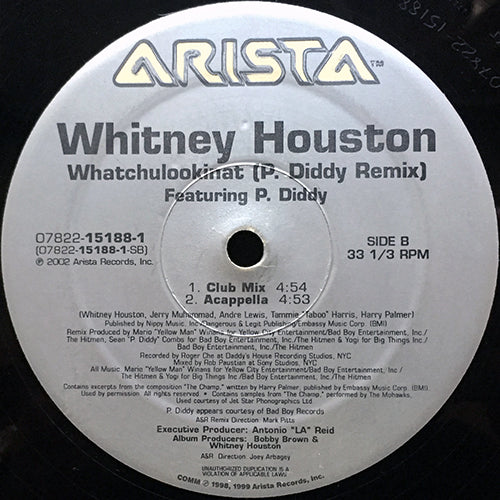 ARISTA™
Whitney Houston
Whatchulookinat (P. Diddy Remix)
Featuring P. Diddy
07822-15188-1
(07822-15188-1-SB)
℗ 2002 Arista Records, Inc.
SIDE B
33 1/3 RPM
1. Club Mix 4:54
2. Acappella 4:53
(Whitney Houston, Jerry Muhammad, Andre Lewis, Tammie "Taboo" Harris, Harry Palmer)
Published by Nippy Music, Inc./Dangerous & Legit Publishing/Embassy Music Corp. (BMI)
Remix Produced by Mario "Yellow Man" Winans for Yellow City Entertainment/Bad Boy Entertainment, Inc./
The Hitmen, Sean "P. Diddy" Combs for Bad Boy Entertainment, Inc./The Hitmen & Yogi for Big Things Inc./
Bad Boy Entertainment, Inc./The Hitmen
Recorded by Roger Che at Daddy's House Recording Studios, NYC
Mixed by Rob Paustian at Sony Studios, NYC
All Music: Mario "Yellow Man" Winans for Yellow City Entertainment/Bad Boy Entertainment, Inc./
The Hitmen & Yogi for Big Things Inc/Bad Boy Entertainment, Inc./The Hitmen
Contains excerpts from the composition "The Champ," written by Harry Palmer, published by Embassy Music Corp. (BMI).
Used by permission. All rights reserved. • Contains samples from "The Champ," performed by The Mohawks,
Used courtesy of Jet Star Phonographics Ltd
P. Diddy appears courtesy of Bad Boy Records
A&R Remix Direction: Mark Pitts
Executive Producer: Antonio "LA" Reid
Album Producers: Bobby Brown &
Whitney Houston
A&R Direction: Joey Arbagey
UNAUTHORIZED DUPLICATION IS A
VIOLATION OF APPLICABLE LAWS
COMM ℗ 1998, 1999 Arista Records, Inc.